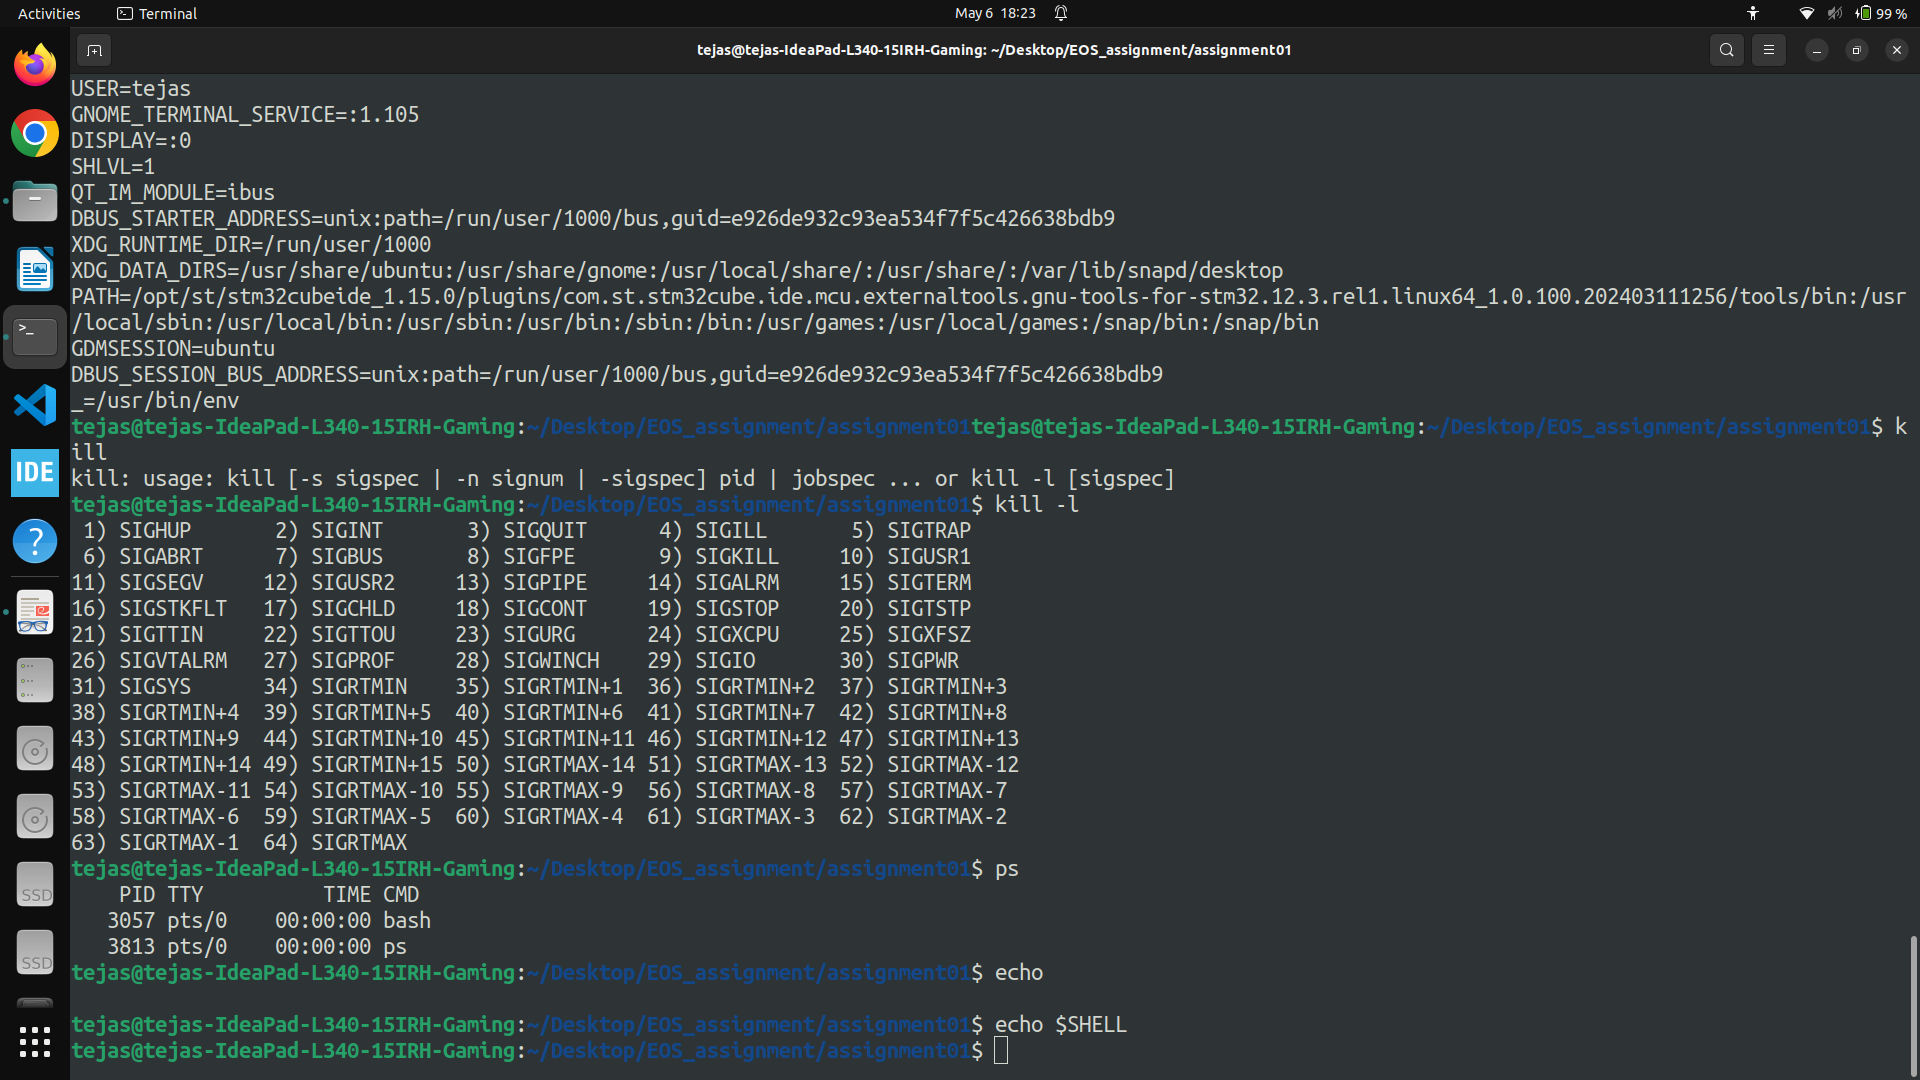 Activities
Terminal
May 6 18:23
99 %
tejas@tejas-IdeaPad-L340-15IRH-Gaming: ~/Desktop/EOS_assignment/assignment01
USER=tejas
GNOME_TERMINAL_SERVICE=:1.105
DISPLAY=:0
SHLVL=1
QT_IM_MODULE=ibus
DBUS_STARTER_ADDRESS=unix:path=/run/user/1000/bus,guid=e926de932c93ea534f7f5c426638bdb9
XDG_RUNTIME_DIR=/run/user/1000
XDG_DATA_DIRS=/usr/share/ubuntu:/usr/share/gnome:/usr/local/share/:/usr/share/:/var/lib/snapd/desktop
PATH=/opt/st/stm32cubeide_1.15.0/plugins/com.st.stm32cube.ide.mcu.externaltools.gnu-tools-for-stm32.12.3.rel1.linux64_1.0.100.202403111256/tools/bin:/usr
/local/sbin:/usr/local/bin:/usr/sbin:/usr/bin:/sbin:/bin:/usr/games:/usr/local/games:/snap/bin:/snap/bin
GDMSESSION=ubuntu
DBUS_SESSION_BUS_ADDRESS=unix:path=/run/user/1000/bus,guid=e926de932c93ea534f7f5c426638bdb9
_=/usr/bin/env
tejas@tejas-IdeaPad-L340-15IRH-Gaming:~/Desktop/EOS_assignment/assignment01tejas@tejas-IdeaPad-L340-15IRH-Gaming:~/Desktop/EOS_assignment/assignment01$ k
ill
kill: usage: kill [-s sigspec | -n signum | -sigspec] pid | jobspec ... or kill -l [sigspec]
tejas@tejas-IdeaPad-L340-15IRH-Gaming:~/Desktop/EOS_assignment/assignment01$ kill -l
 1) SIGHUP       2) SIGINT       3) SIGQUIT      4) SIGILL       5) SIGTRAP
 6) SIGABRT      7) SIGBUS       8) SIGFPE       9) SIGKILL     10) SIGUSR1
11) SIGSEGV     12) SIGUSR2     13) SIGPIPE     14) SIGALRM     15) SIGTERM
16) SIGSTKFLT   17) SIGCHLD     18) SIGCONT     19) SIGSTOP     20) SIGTSTP
21) SIGTTIN     22) SIGTTOU     23) SIGURG      24) SIGXCPU     25) SIGXFSZ
26) SIGVTALRM   27) SIGPROF     28) SIGWINCH    29) SIGIO       30) SIGPWR
31) SIGSYS      34) SIGRTMIN    35) SIGRTMIN+1  36) SIGRTMIN+2  37) SIGRTMIN+3
38) SIGRTMIN+4  39) SIGRTMIN+5  40) SIGRTMIN+6  41) SIGRTMIN+7  42) SIGRTMIN+8
43) SIGRTMIN+9  44) SIGRTMIN+10 45) SIGRTMIN+11 46) SIGRTMIN+12 47) SIGRTMIN+13
48) SIGRTMIN+14 49) SIGRTMIN+15 50) SIGRTMAX-14 51) SIGRTMAX-13 52) SIGRTMAX-12
53) SIGRTMAX-11 54) SIGRTMAX-10 55) SIGRTMAX-9  56) SIGRTMAX-8  57) SIGRTMAX-7
58) SIGRTMAX-6  59) SIGRTMAX-5  60) SIGRTMAX-4  61) SIGRTMAX-3  62) SIGRTMAX-2
63) SIGRTMAX-1  64) SIGRTMAX
tejas@tejas-IdeaPad-L340-15IRH-Gaming:~/Desktop/EOS_assignment/assignment01$ ps
    PID TTY          TIME CMD
   3057 pts/0    00:00:00 bash
   3813 pts/0    00:00:00 ps
tejas@tejas-IdeaPad-L340-15IRH-Gaming:~/Desktop/EOS_assignment/assignment01$ echo
tejas@tejas-IdeaPad-L340-15IRH-Gaming:~/Desktop/EOS_assignment/assignment01$ echo $SHELL
tejas@tejas-IdeaPad-L340-15IRH-Gaming:~/Desktop/EOS_assignment/assignment01$
>_
IDE
?
SSD
SSD